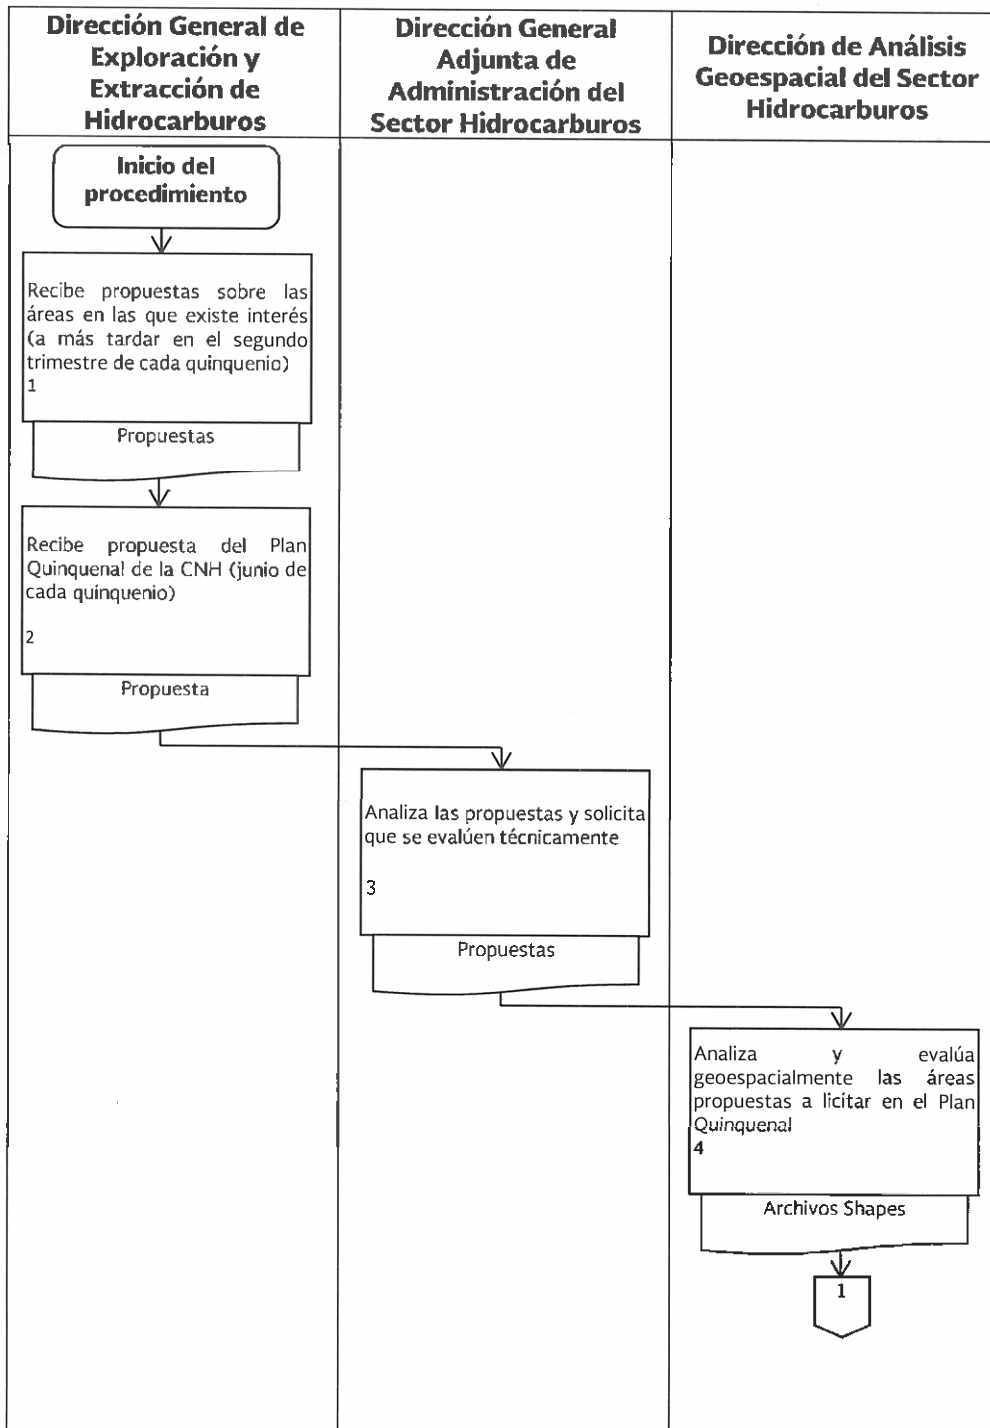 Dirección General de
Exploración y
Extracción de
Hidrocarburos
Dirección General
Adjunta de
Administración del
Sector Hidrocarburos
Dirección de Análisis
Geoespacial del Sector
Hidrocarburos
Inicio del
procedimiento
Recibe propuestas sobre las
áreas en las que existe interés
(a más tardar en el segundo
trimestre de cada quinquenio)
1
Propuestas
Recibe propuesta del Plan
Quinquenal de la CNH (junio de
cada quinquenio)
2
Propuesta
Analiza las propuestas y solicita
que se evalúen técnicamente
3
Propuestas
Analiza y evalúa
geoespacialmente las áreas
propuestas a licitar en el Plan
Quinquenal
4
Archivos Shapes
1